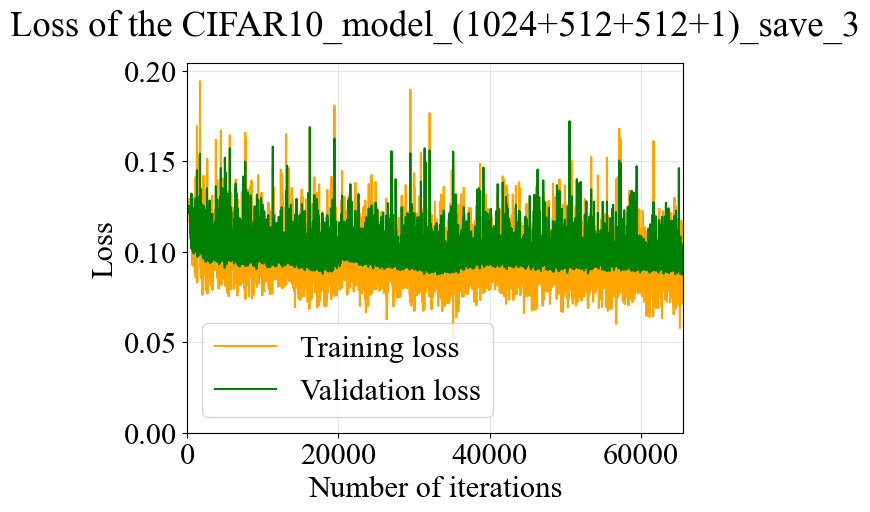 Loss of the CIFAR10_model_(1024+512+512+1)_save_3
0.20
0.15
0.10
0.05
0.00
Loss
Training loss
Validation loss
0 20000 40000 60000
Number of iterations